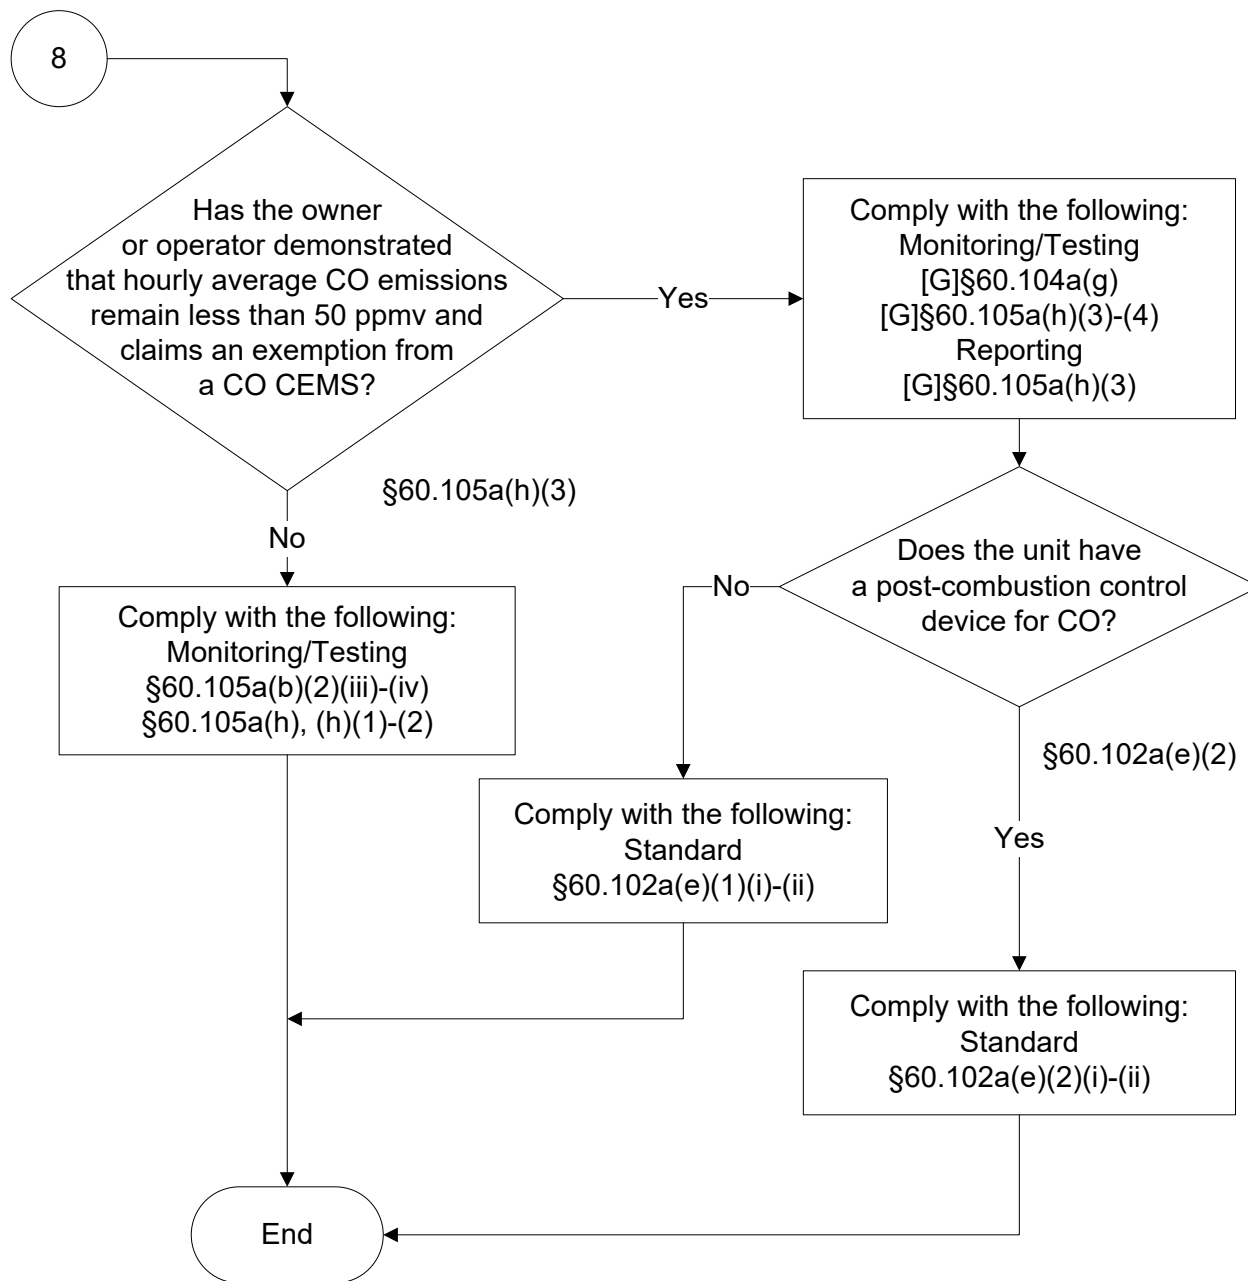 8
Has the owner
or operator demonstrated
that hourly average CO emissions
remain less than 50 ppmv and
claims an exemption from
a CO CEMS?
Yes
Comply with the following:
Monitoring/Testing
[G]§60.104a(g)
[G]§60.105a(h)(3)-(4)
Reporting
[G]§60.105a(h)(3)
§60.105a(h)(3)
No
Comply with the following:
Monitoring/Testing
§60.105a(b)(2)(iii)-(iv)
§60.105a(h), (h)(1)-(2)
Does the unit have
a post-combustion control
device for CO?
No
§60.102a(e)(2)
Yes
Comply with the following:
Standard
§60.102a(e)(1)(i)-(ii)
Comply with the following:
Standard
§60.102a(e)(2)(i)-(ii)
End